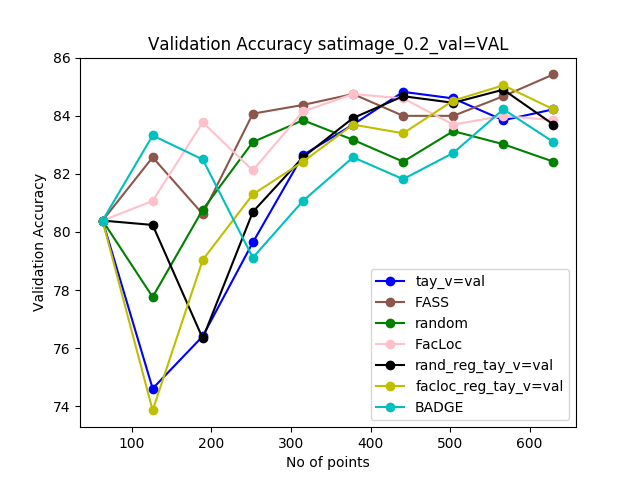 Validation Accuracy satimage_0.2_val=VAL
86
84
82
80
78
76
74
Validation Accuracy
100
200
300
400
500
600
No of points
tay_v=val
FASS
random
FacLoc
rand_reg_tay_v=val
facloc_reg_tay_v=val
BADGE